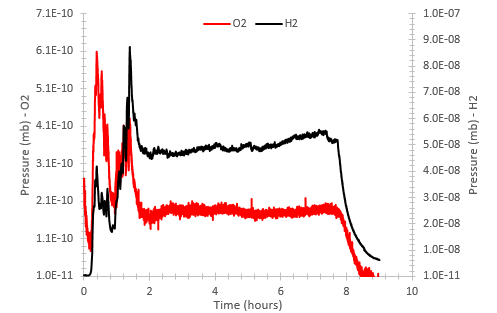 O2 H2
7.1E-10
6.1E-10
5.1E-10
4.1E-10
3.1E-10
2.1E-10
1.1E-10
1.0E-11
Pressure (mb) - O2
1.0E-07
9.0E-08
8.0E-08
7.0E-08
6.0E-08
5.0E-08
4.0E-08
3.0E-08
2.0E-08
1.0E-08
1.0E-11
Pressure (mb) - H2
0 2 4 6 8 10
Time (hours)